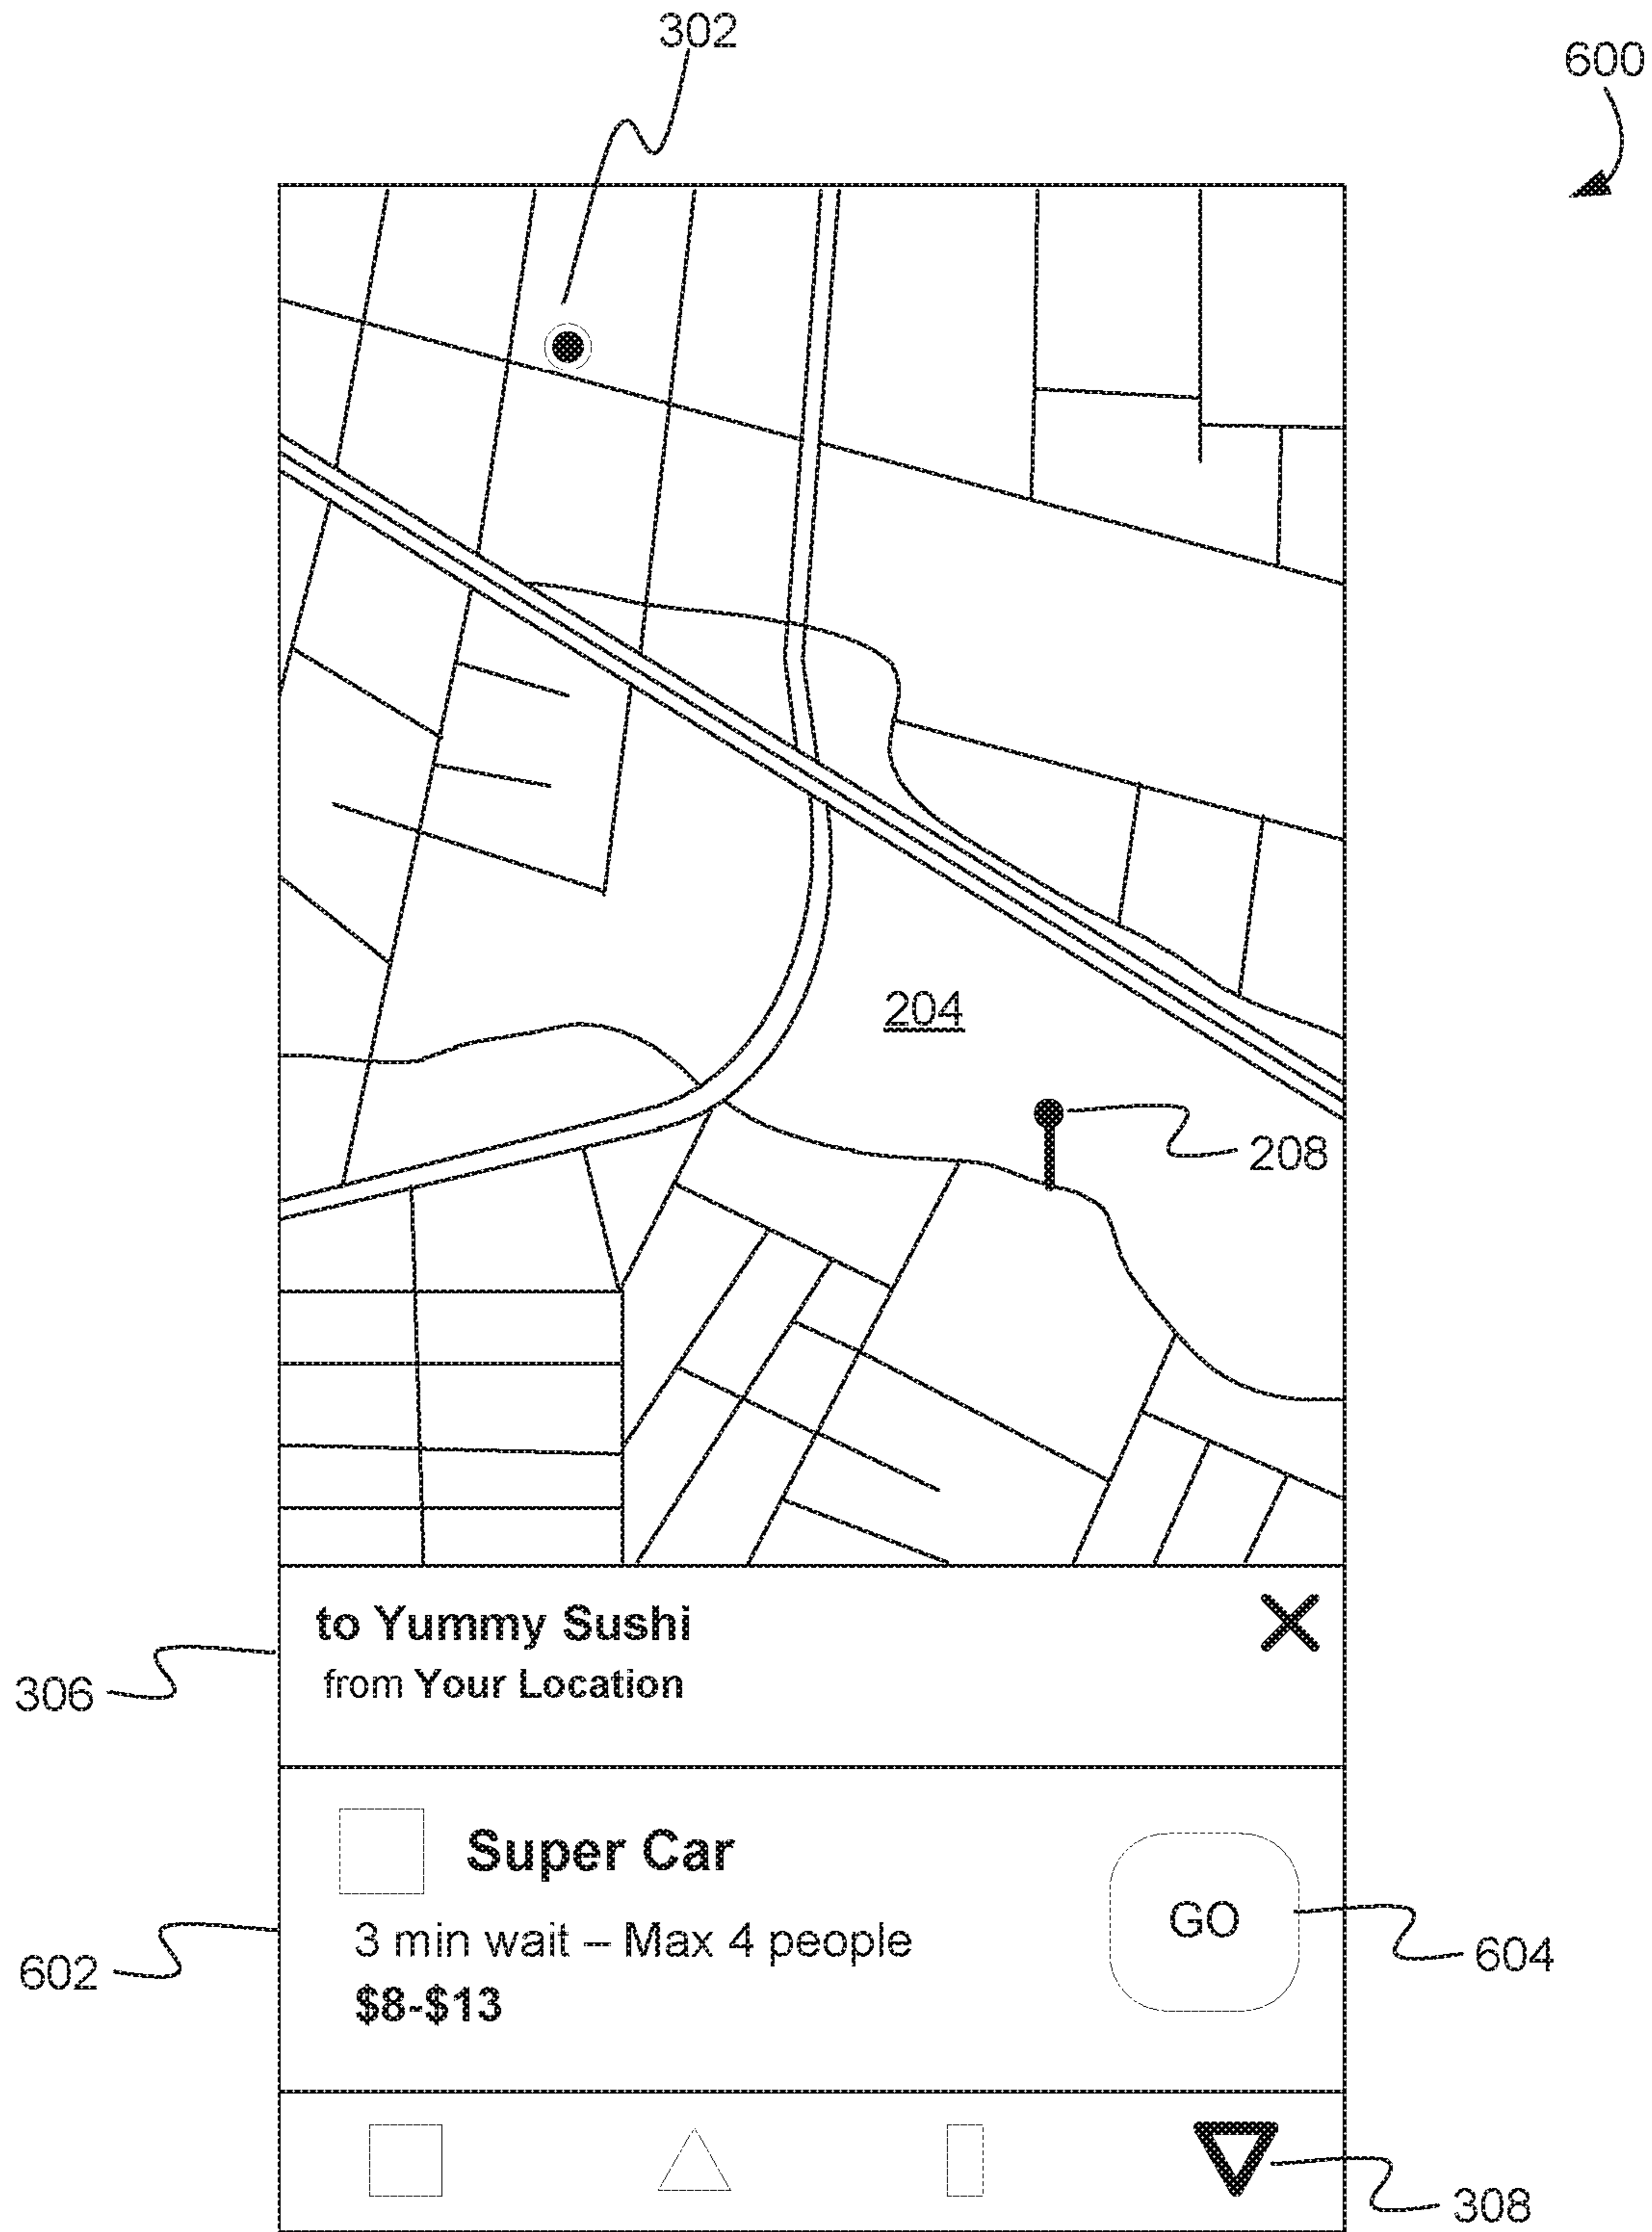 302
600
204
208
to Yummy Sushi
from Your Location
306
Super Car
GO
3 min wait – Max 4 people
602
604
$8-$13
308